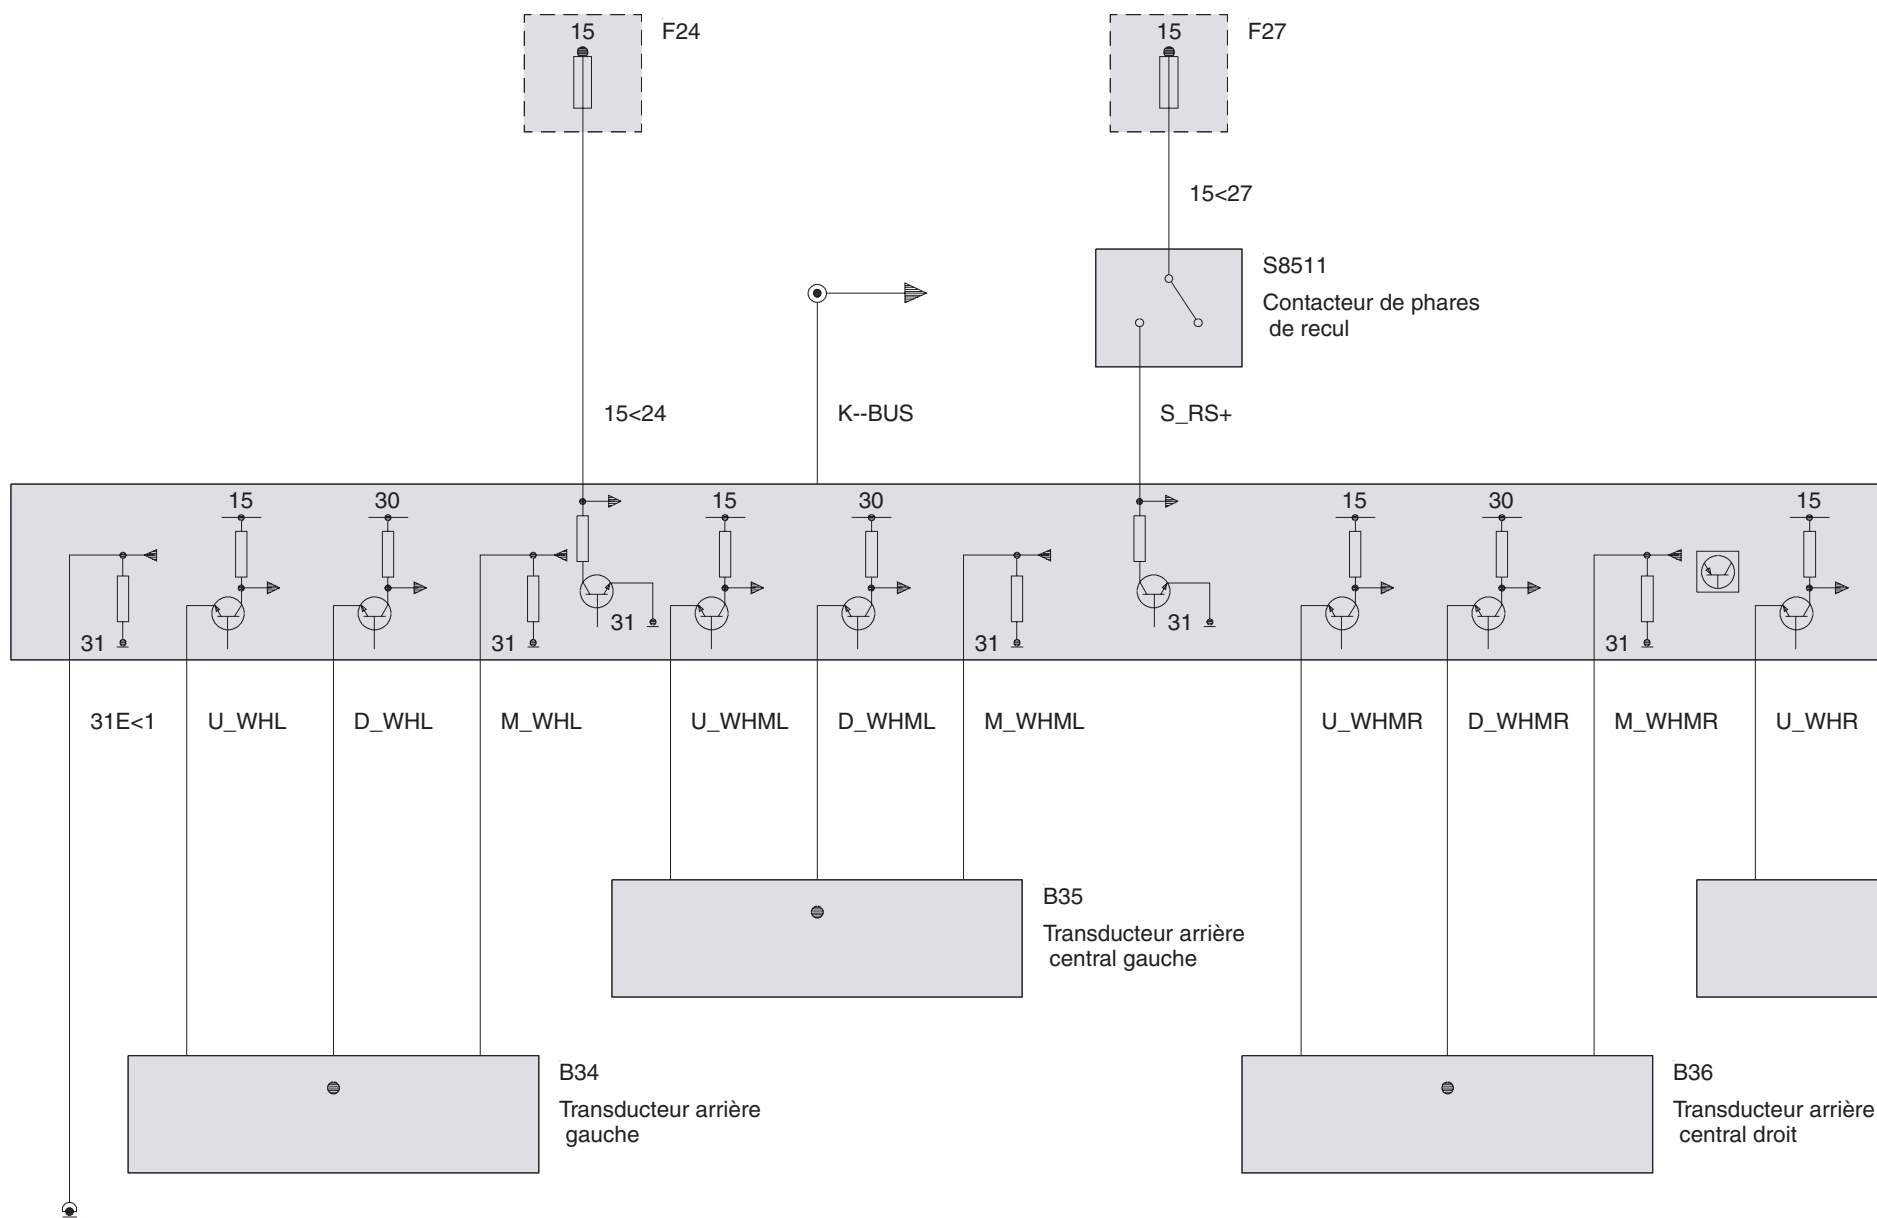 15
F24
15
F27
15<27
S8511
Contacteur de phares
de recul
15<24
K--BUS
S_RS+
15
30
15
30
15
30
15
31
31
31
31
31
31
31E<1
U_WHL
D_WHL
M_WHL
U_WHML
D_WHML
M_WHML
U_WHMR
D_WHMR
M_WHMR
U_WHR
B35
Transducteur arrière
central gauche
B34
Transducteur arrière
gauche
B36
Transducteur arrière
central droit